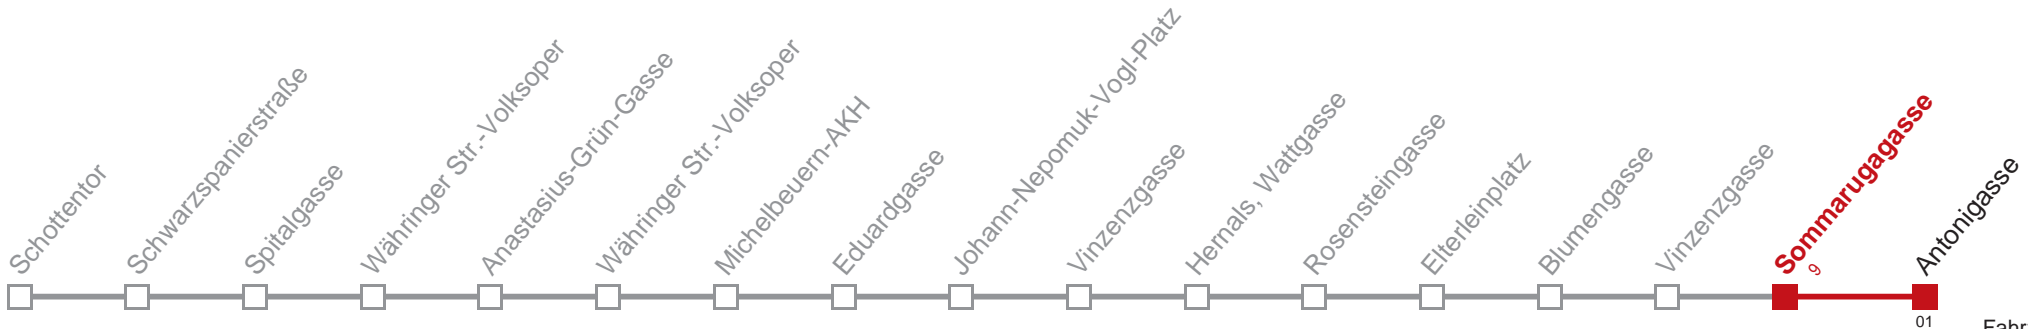 Schottentor
Schwarzspanierstraße
Spitalgasse
Währinger Str.-Volksoper
Anastasius-Grün-Gasse
Währinger Str.-Volksoper
Michelbeuern-AKH
Eduardgasse
Johann-Nepomuk-Vogl-Platz
Vinzenzgasse
Hernals, Wattgasse
Rosensteingasse
Elterleinplatz
Blumengasse
Vinzenzgasse
Sommarugagasse
9
Antonigasse
01